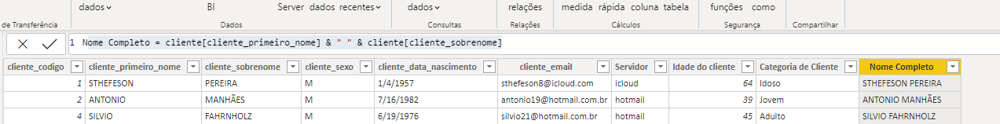 dados BI Server dados recentes dados relações medida rápida coluna tabela funções como
de Transferência Dados Consultas Relações Cálculos Segurança Compartilhar
1 Nome Completo = cliente[cliente_primeiro_nome] & " " & cliente[cliente_sobrenome]
cliente_codigo cliente_primeiro_nome cliente_sobrenome cliente_sexo cliente_data_nascimento cliente_email Servidor Idade do cliente Categoria de Cliente Nome Completo
1 STHEFESON PEREIRA M 1/4/1957 sthefeson8@icloud.com icloud 64 Idoso STHEFESON PEREIRA
2 ANTONIO MANHÃES M 7/16/1982 antonio19@hotmail.com.br hotmail 39 Jovem ANTONIO MANHÃES
4 SILVIO FAHRNHOLZ M 6/19/1976 silvio21@hotmail.com.br hotmail 45 Adulto SILVIO FAHRNHOLZ